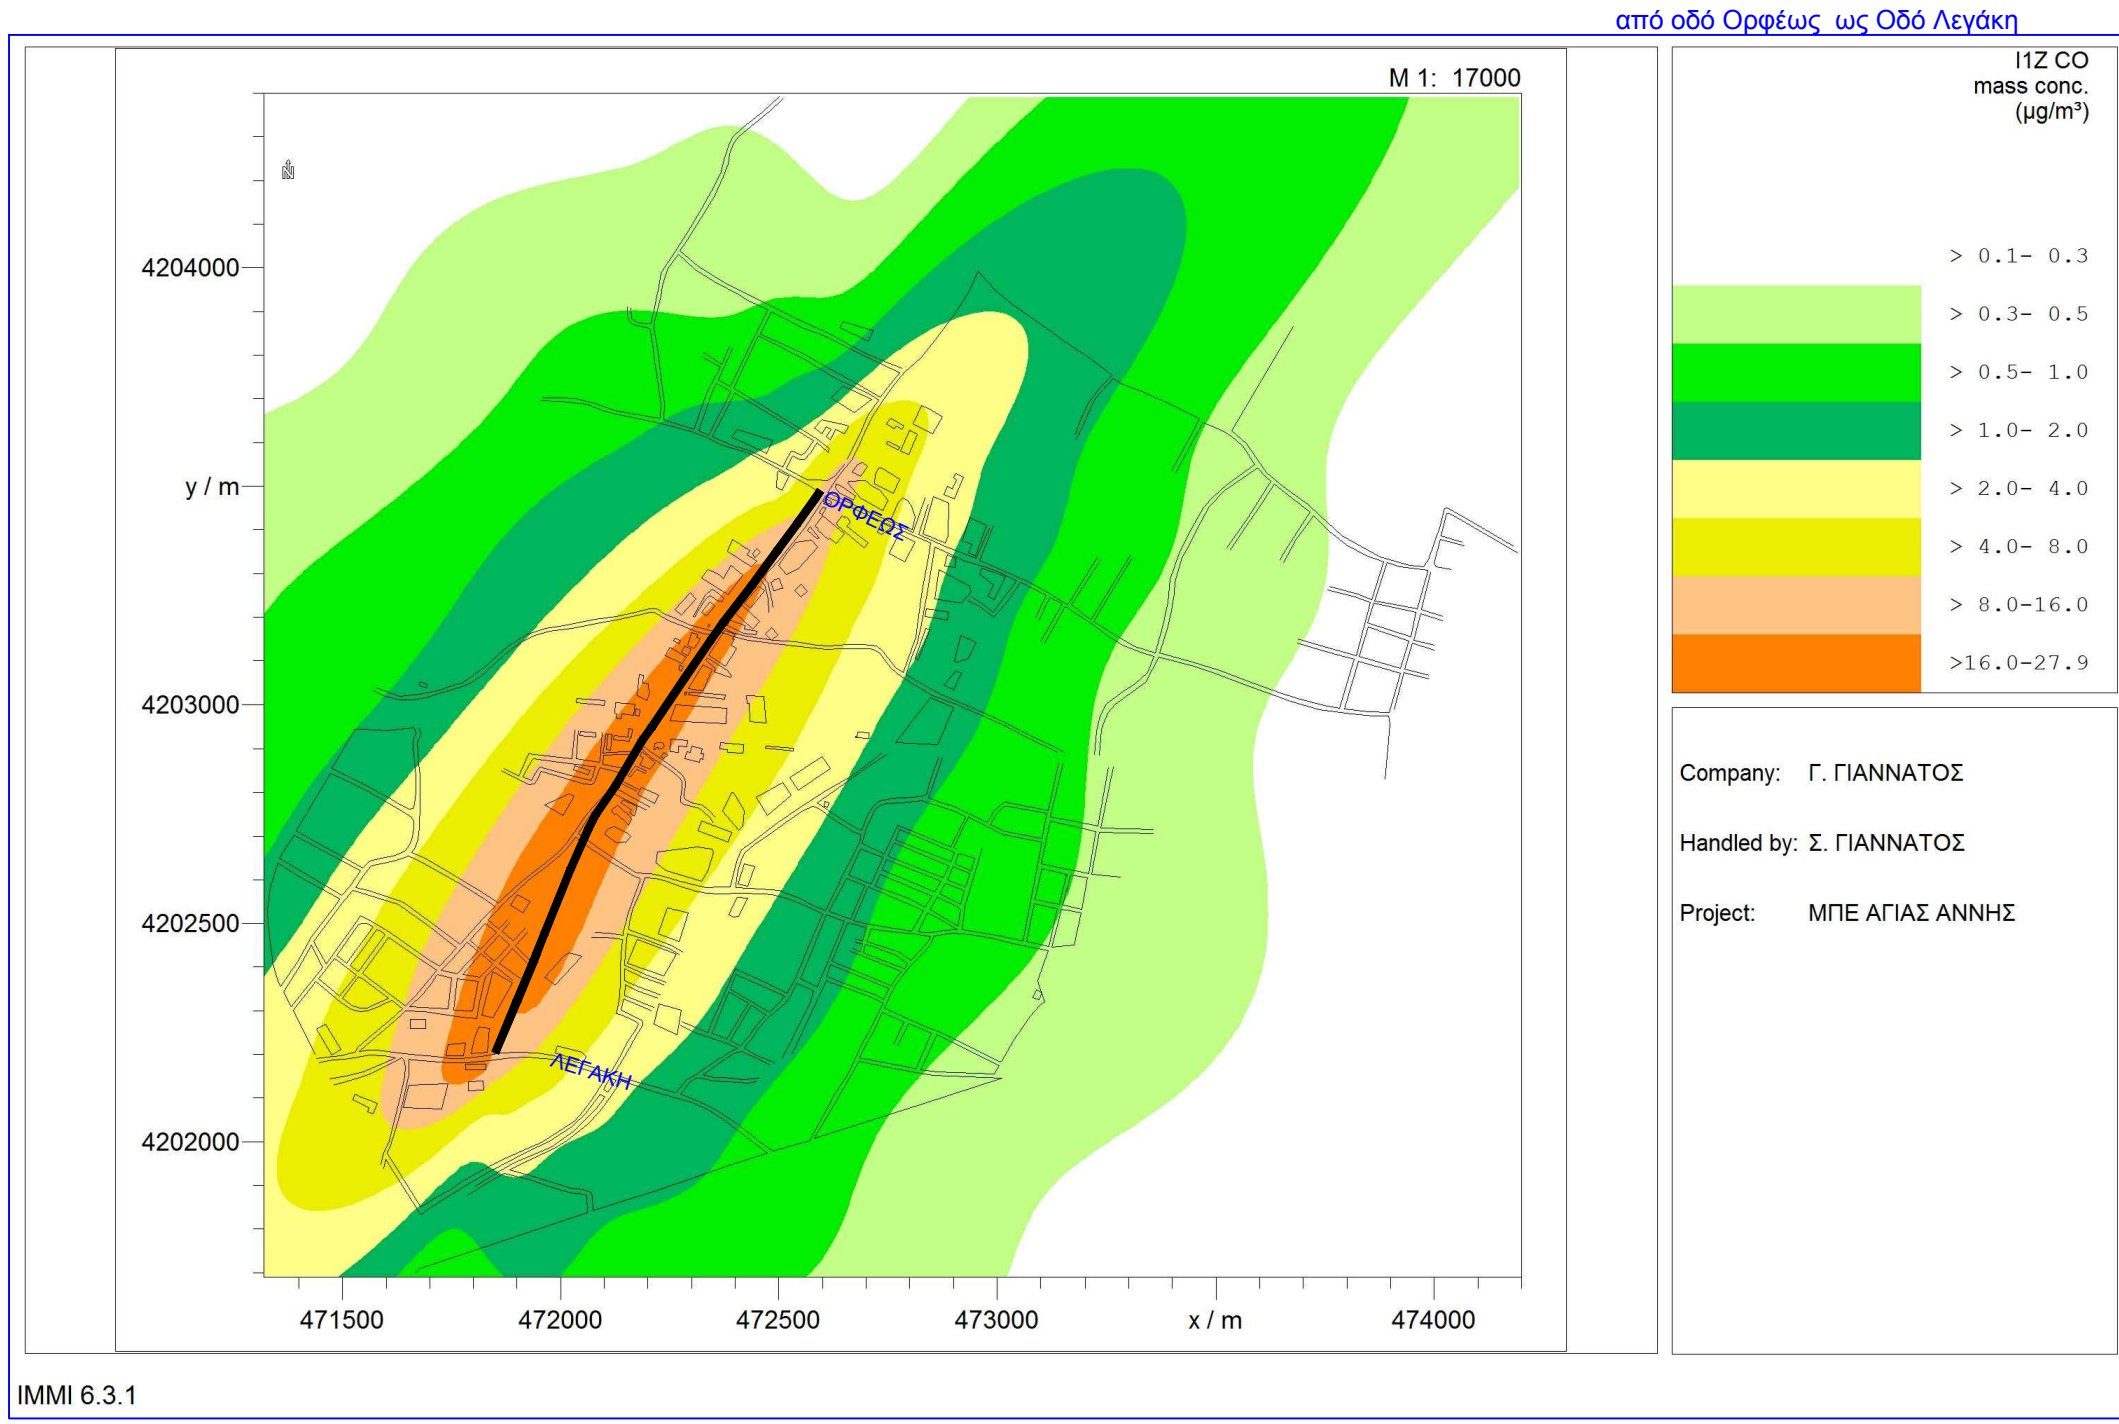 από οδό Ορφέως ως Οδό Λεγάκη
M 1: 17000
I1Z CO
mass conc.
(µg/m³)
> 0.1- 0.3
> 0.3- 0.5
> 0.5- 1.0
> 1.0- 2.0
> 2.0- 4.0
> 4.0- 8.0
> 8.0-16.0
>16.0-27.9
4204000
y / m
4203000
4202500
4202000
ΟΡΦΕΩΣ
ΛΕΓΑΚΗ
471500 472000 472500 473000 x / m 474000
Company: Γ. ΓΙΑΝΝΑΤΟΣ
Handled by: Σ. ΓΙΑΝΝΑΤΟΣ
Project: ΜΠΕ ΑΓΙΑΣ ΑΝΝΗΣ
IMMI 6.3.1